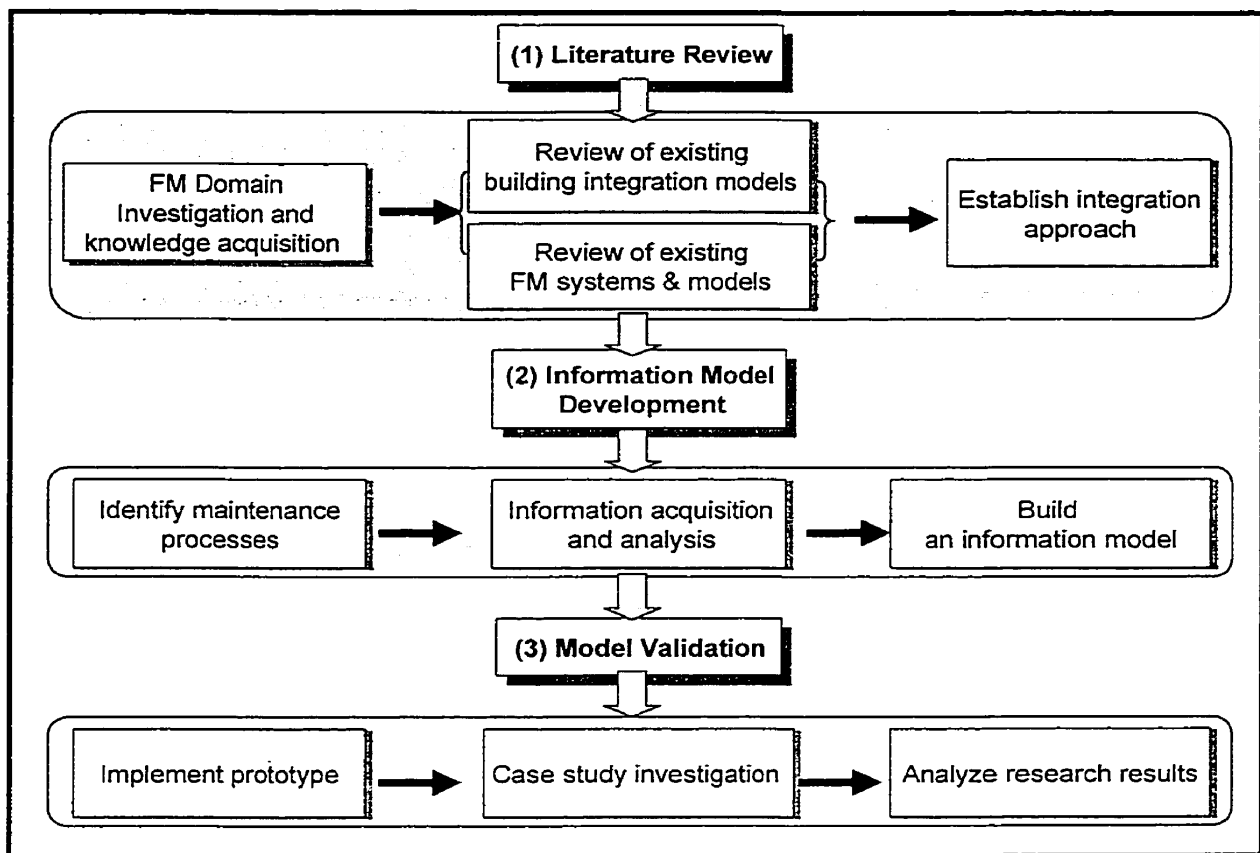 (1) Literature Review
FM Domain
Investigation and
knowledge acquisition
Review of existing
building integration models
Review of existing
FM systems & models
Establish integration
approach
(2) Information Model
Development
Identify maintenance
processes
Information acquisition
and analysis
Build
an information model
(3) Model Validation
Implement prototype
Case study investigation
Analyze research results